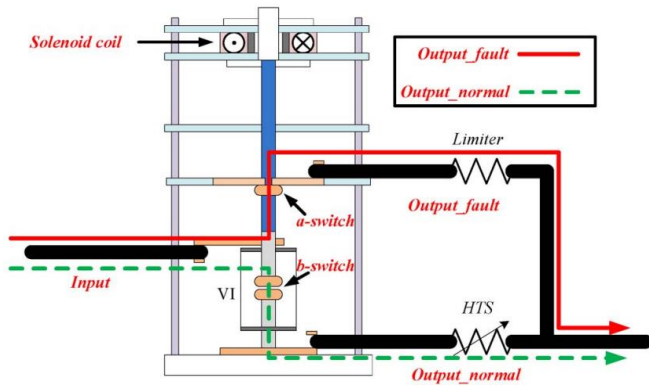 Solenoid coil
Output_fault
Output_normal
Limiter
Output_fault
a-switch
b-switch
Input
VI
HTS
Output_normal